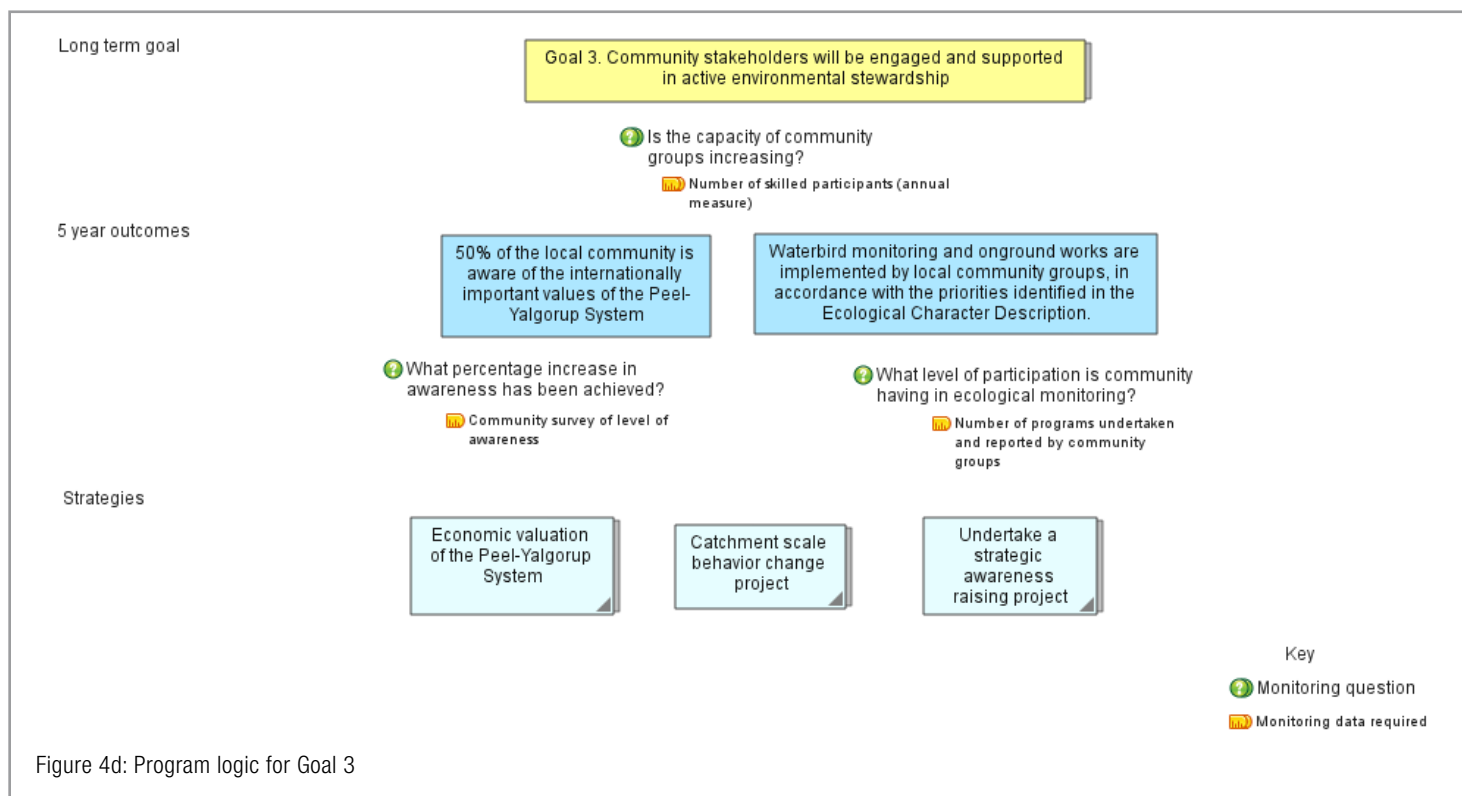 Long term goal
Goal 3. Community stakeholders will be engaged and supported
in active environmental stewardship
Is the capacity of community
groups increasing?
Number of skilled participants (annual
measure)
5 year outcomes
50% of the local community is
aware of the internationally
important values of the Peel-
Yalgorup System
Waterbird monitoring and onground works are
implemented by local community groups, in
accordance with the priorities identified in the
Ecological Character Description.
What percentage increase in
awareness has been achieved?
Community survey of level of
awareness
What level of participation is community
having in ecological monitoring?
Number of programs undertaken
and reported by community
groups
Strategies
Economic valuation
of the Peel-Yalgorup
System
Catchment scale
behavior change
project
Undertake a
strategic
awareness
raising project
Key
Monitoring question
Monitoring data required
Figure 4d: Program logic for Goal 3